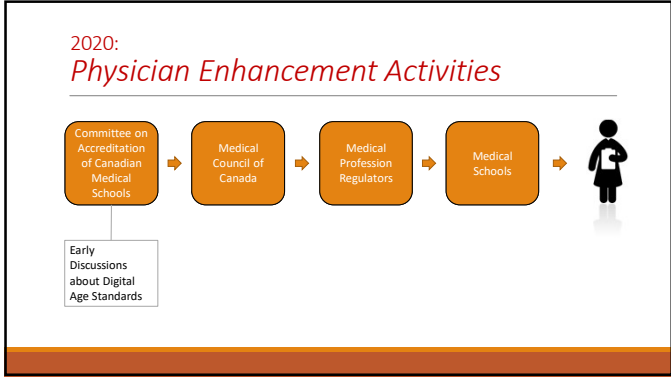 2020:
Physician Enhancement Activities
Committee on
Accreditation
of Canadian
Medical
Schools
Medical
Council of
Canada
Medical
Profession
Regulators
Medical
Schools
Early
Discussions
about Digital
Age Standards